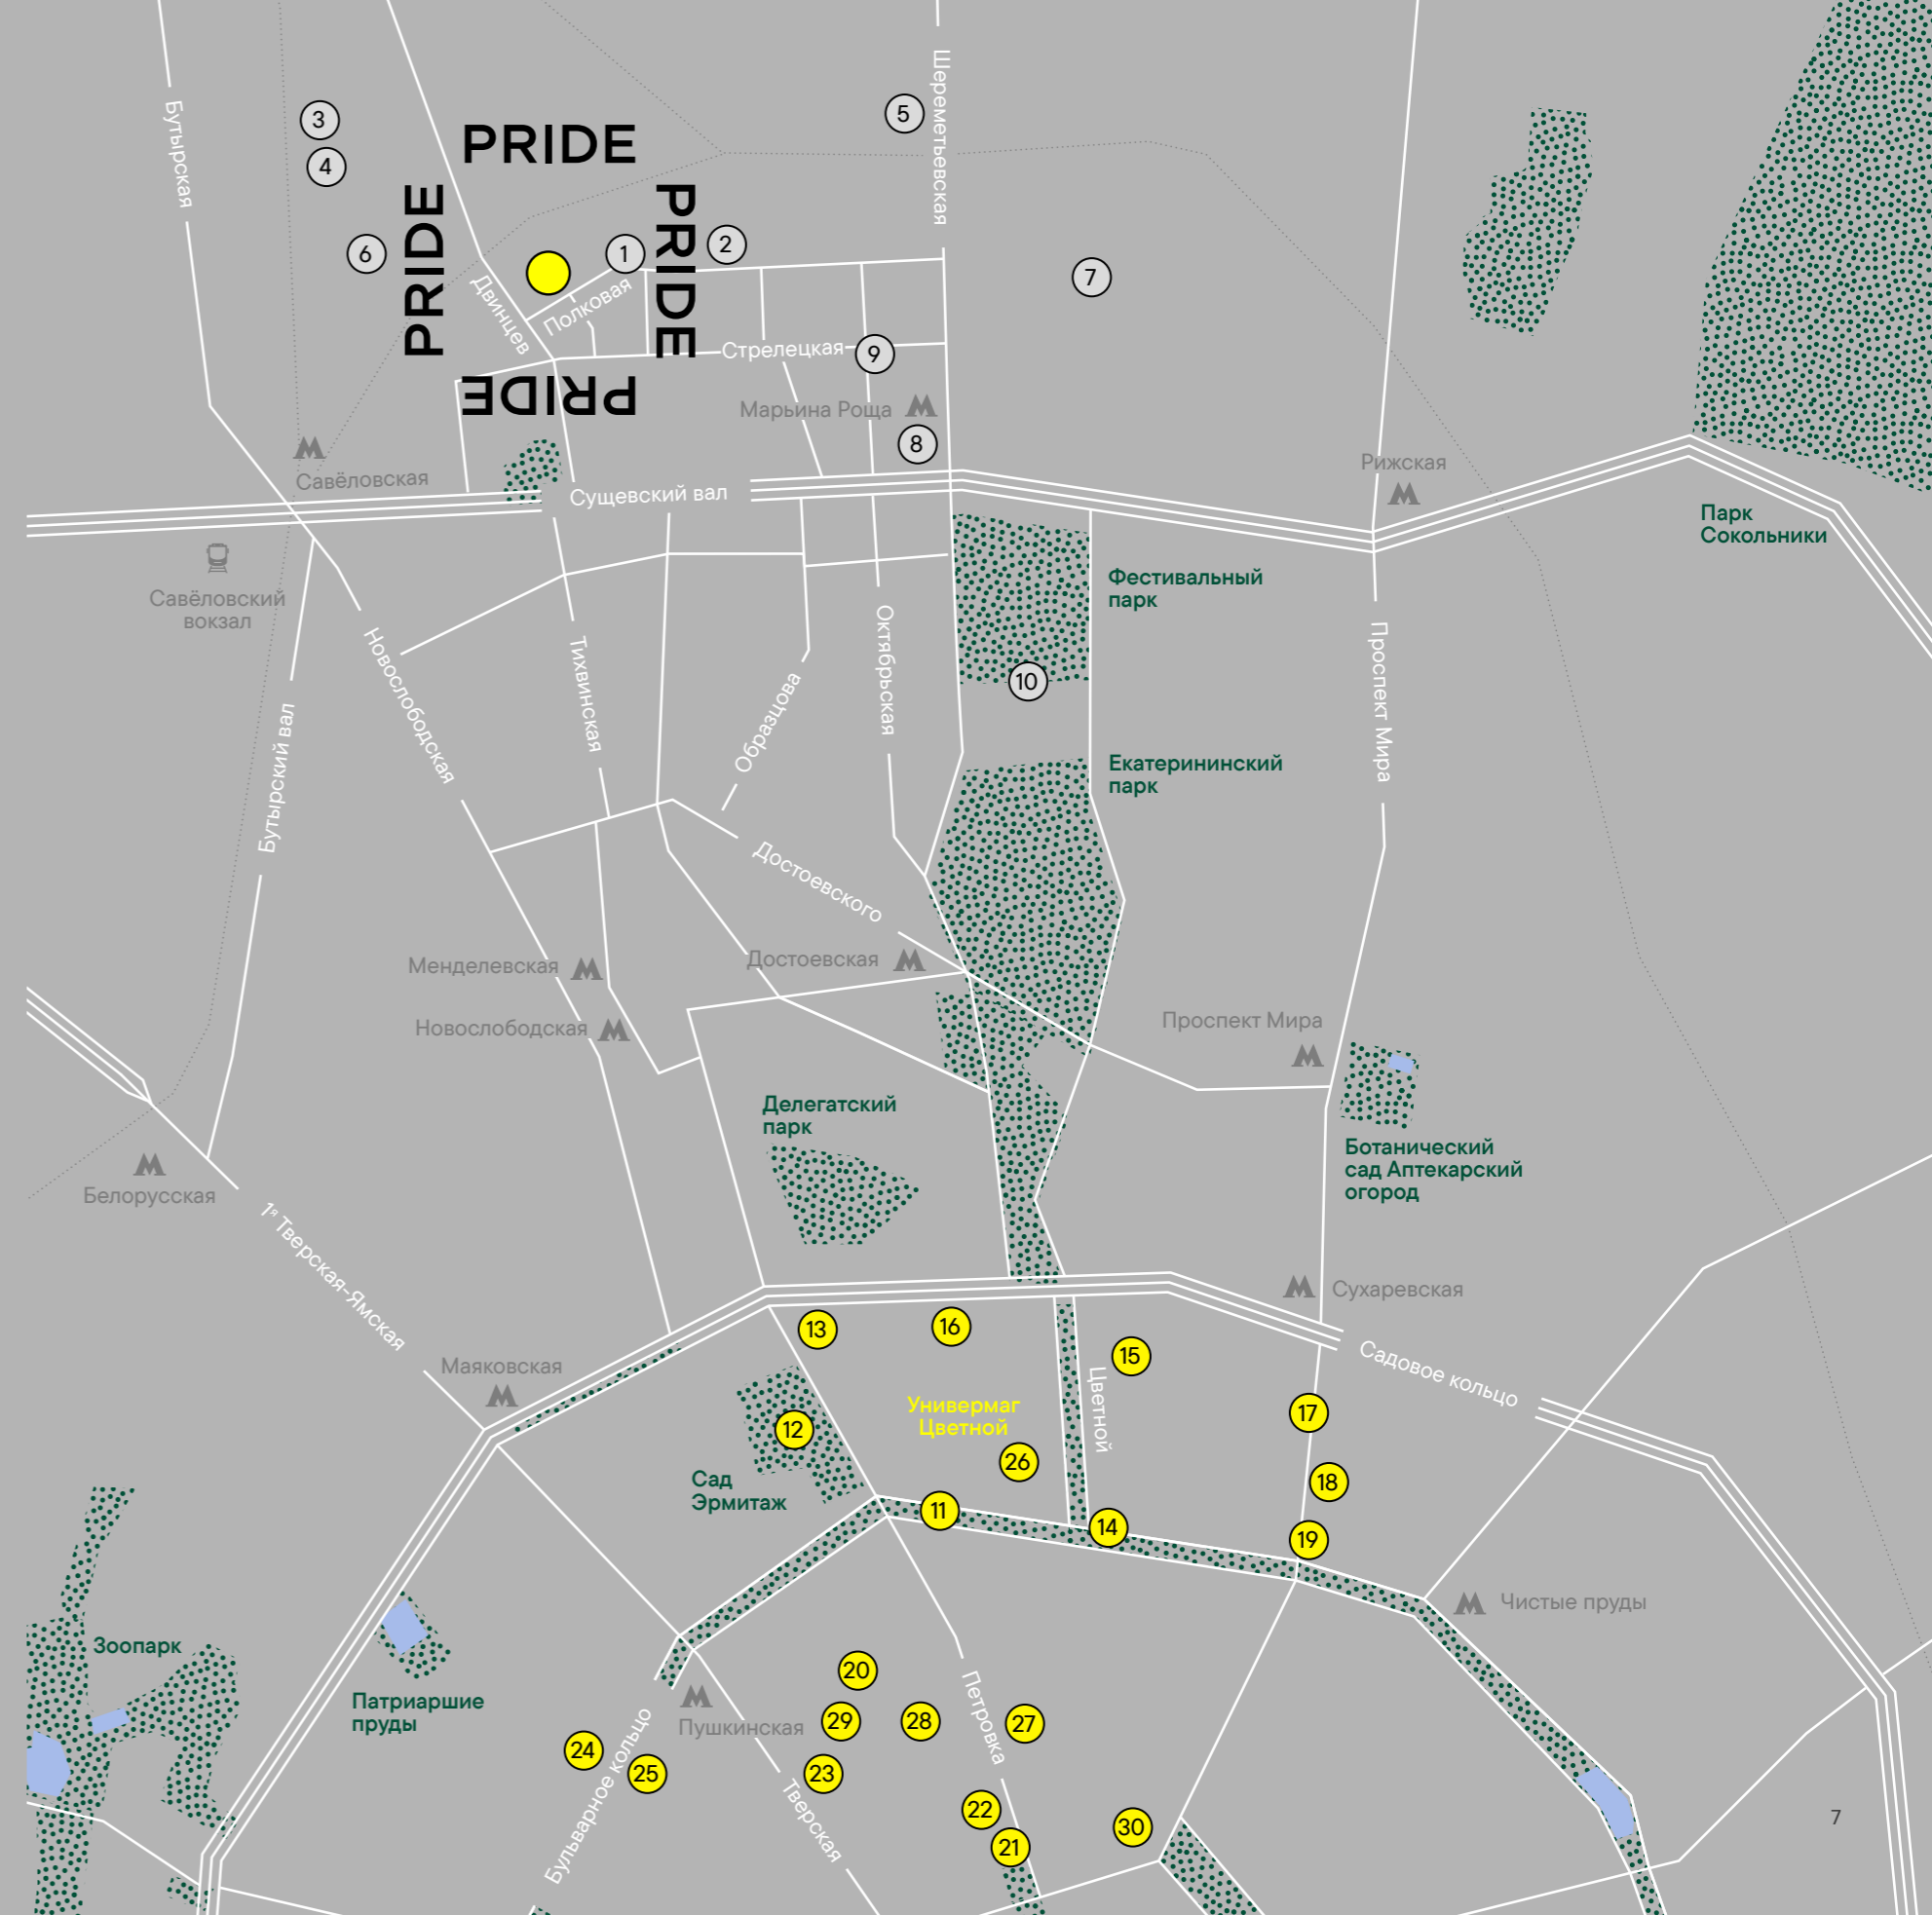 Шереметьевская
5
Бутырская
3
PRIDE
4
PRIDE
PRIDE
2
1
6
7
Двинцев
Полковая
Стрелецкая
9
PRIDE
Марьина Роща
8
Савёловская
Рижская
Сущевский вал
Парк
Сокольники
Савёловский
вокзал
Фестивальный
парк
Новослободская
Тихвинская
Октябрьская
Проспект Мира
10
Образцова
Бутырский вал
Екатерининский
парк
Достоевского
Менделевская
Достоевская
Новослободская
Проспект Мира
Делегатский
парк
Ботанический
сад Аптекарский
огород
Белорусская
1я Тверская-Ямская
Сухаревская
13
16
15
Садовое кольцо
Маяковская
Цветной
Универмаг
Цветной
17
12
26
18
Сад
Эрмитаж
11
14
19
Чистые пруды
Зоопарк
20
Патриаршие
пруды
Пушкинская
29
28
Петровка
27
24
25
23
Бульварное кольцо
Тверская
22
21
30
7